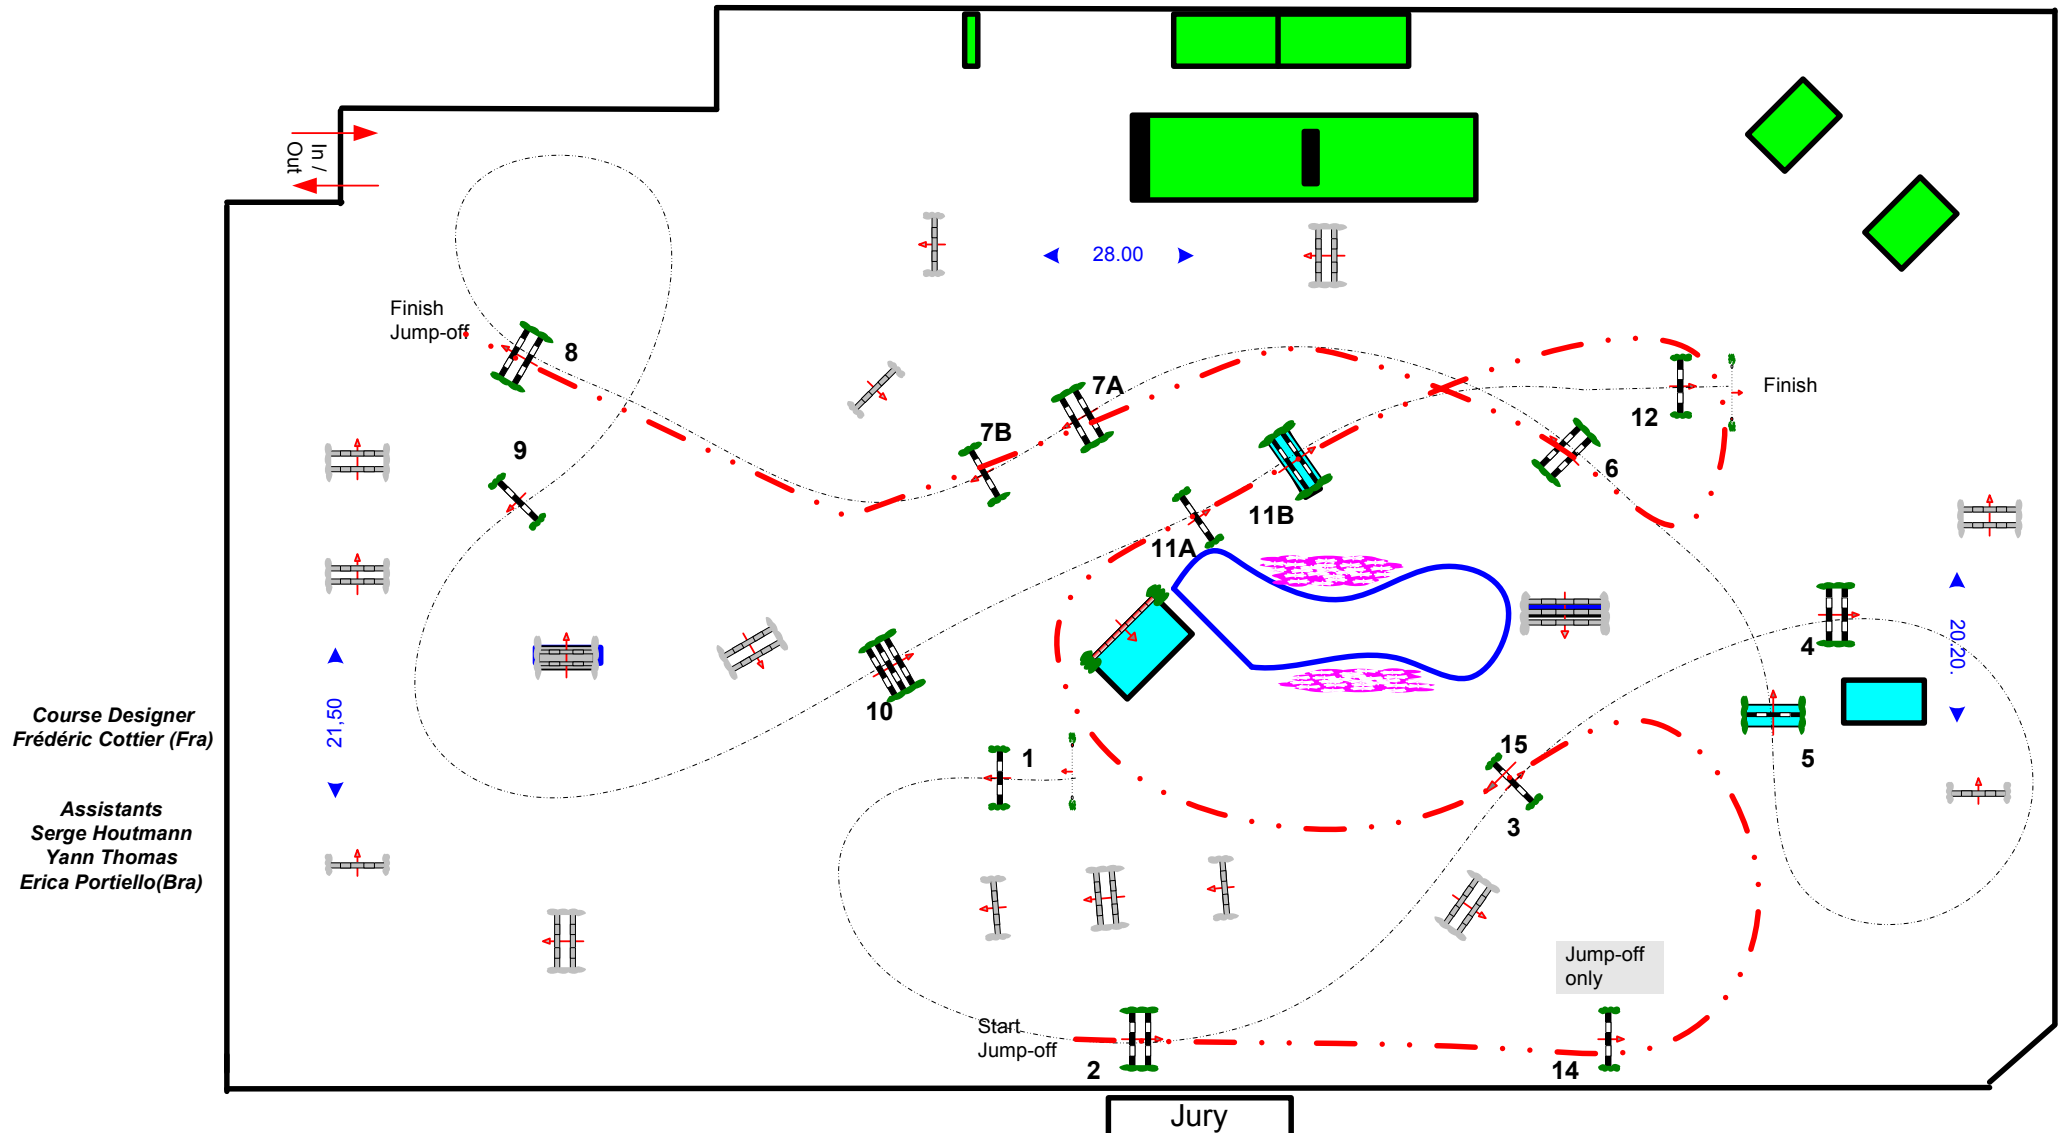 In /
Out
28.00
Finish
Jump-off
8
7A
7B
12
Finish
9
6
11B
11A
4
20.20.
10
21,50
Course Designer
Frédéric Cottier (Fra)
1
15
5
3
Assistants
Serge Houtmann
Yann Thomas
Erica Portiello(Bra)
Jump-off
only
Start
Jump-off
2
14
Jury